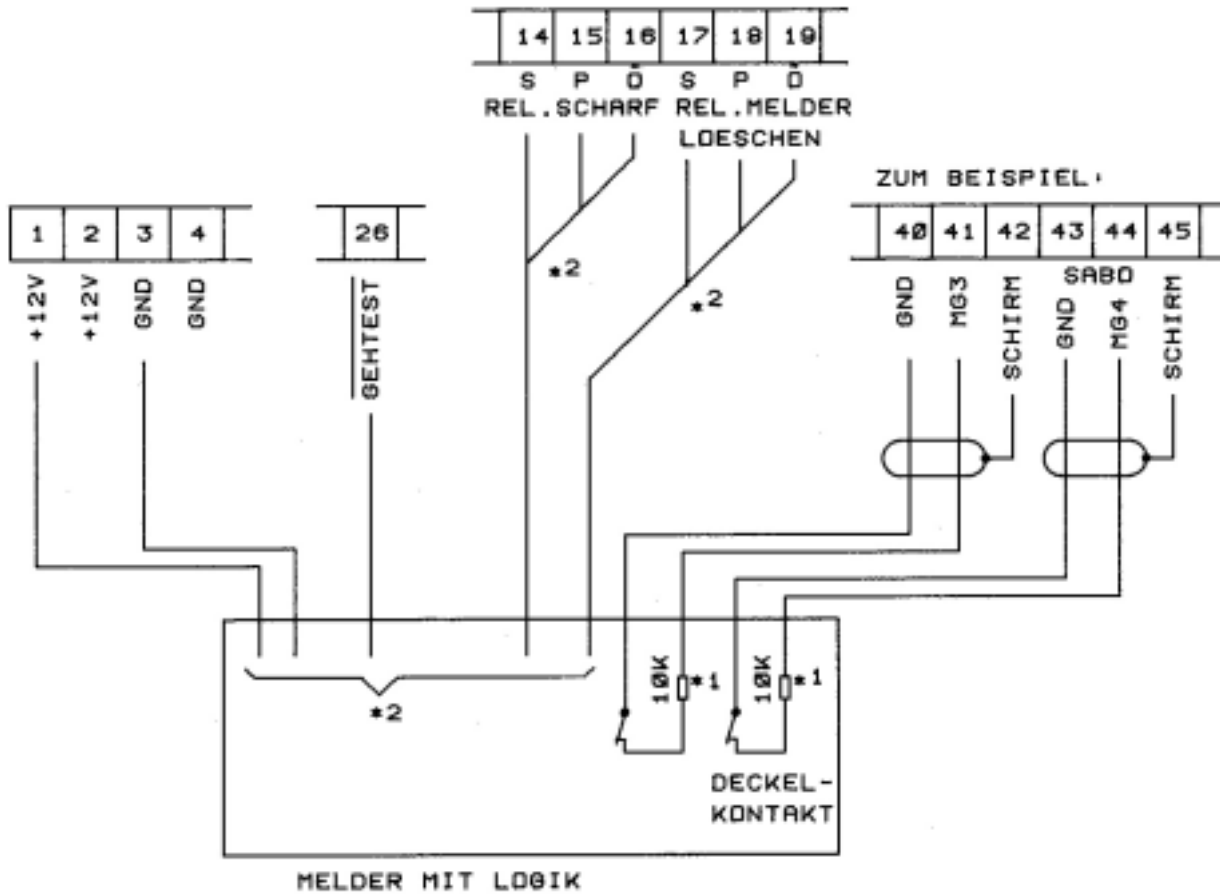 14 15 16 17 18 19
S P Ö S P Ö
REL.SCHARF REL.MELDER
LOESCHEN
ZUM BEISPIEL:
1 2 3 4 26
40 41 42 43 44 45
*2
*2
SABO
+12V
+12V
GND
GND
GEHTEST
GND
MG3
SCHIRM
GND
MG4
SCHIRM
10K *1 10K *1
*2
DECKEL-
KONTAKT
MELDER MIT LOGIK